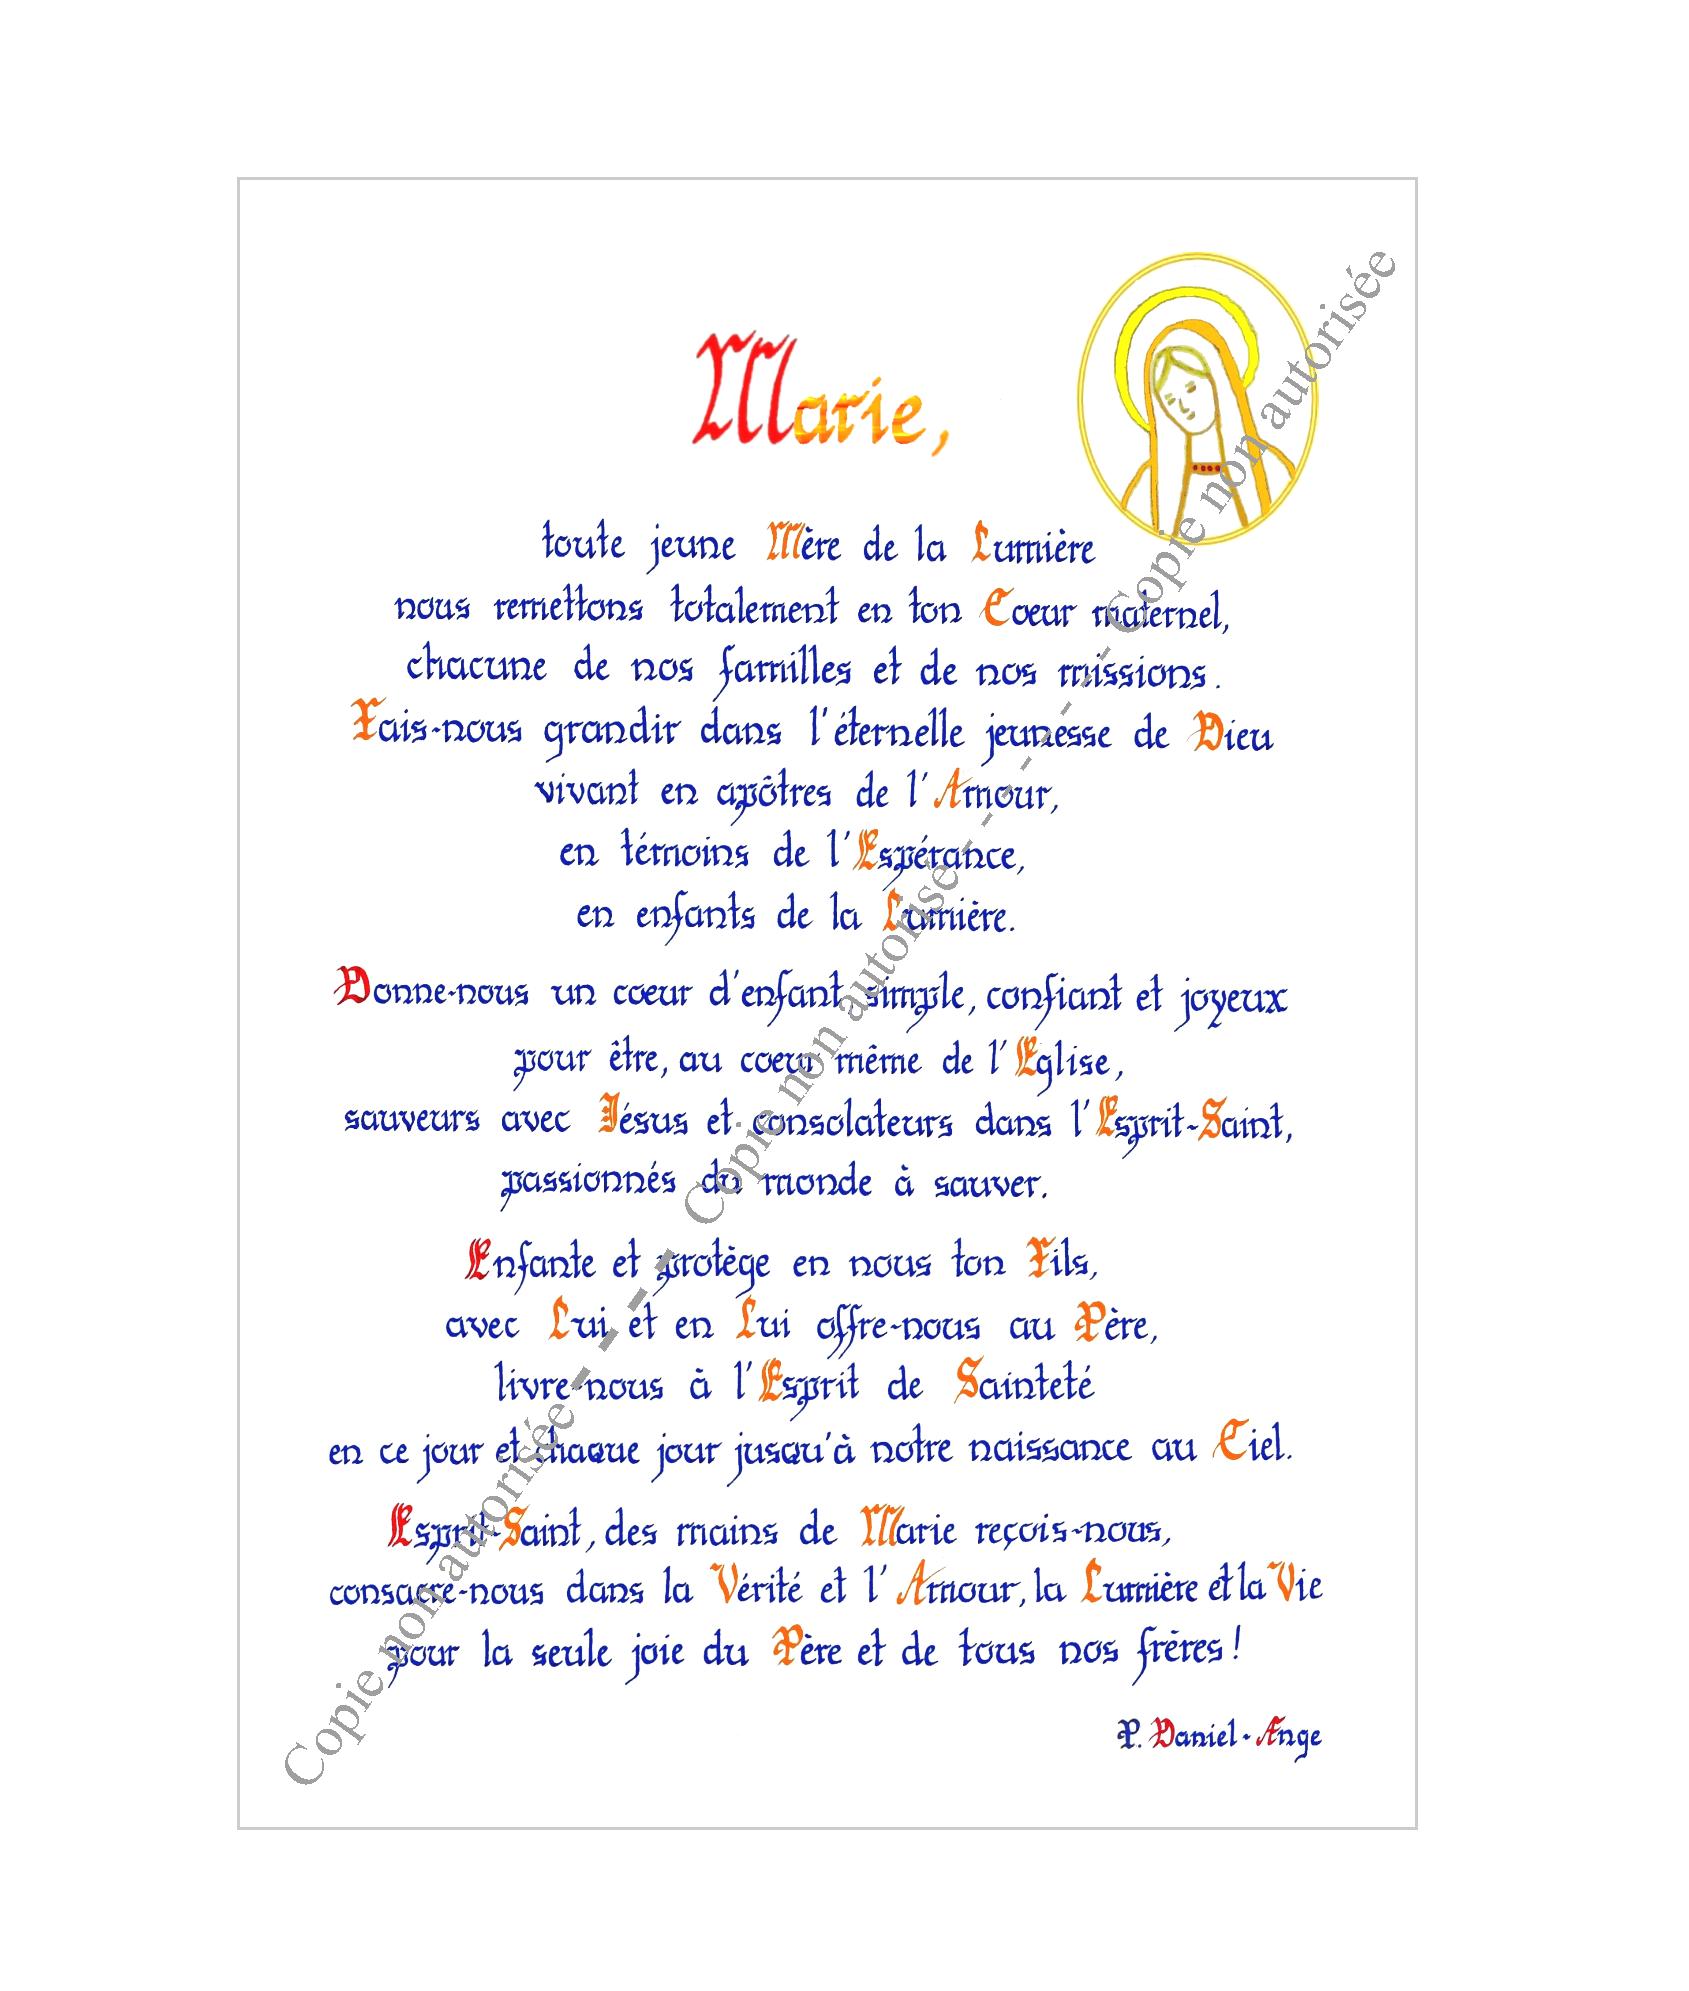 Marie,
toute jeune Mère de la Lumière
nous remettons totalement en ton Coeur maternel,
chacune de nos familles et de nos missions.
Fais-nous grandir dans l'éternelle jeunesse de Dieu
vivant en apôtres de l'Amour,
en témoins de l'Espérance,
en enfants de la Lumière.
Donne-nous un coeur d'enfant simple, confiant et joyeux
pour être, au coeur même de l'Eglise,
sauveurs avec Jésus et consolateurs dans l'Esprit-Saint,
passionnés du monde à sauver.
Enfante et protège en nous ton Fils,
avec Lui et en Lui offre-nous au Père,
livre-nous à l'Esprit de Sainteté
en ce jour et chaque jour jusqu'à notre naissance au Ciel.
Esprit-Saint, des mains de Marie reçois-nous,
consacre-nous dans la Vérité et l'Amour, la Lumière et la Vie
pour la seule joie du Père et de tous nos frères !
P. Daniel-Ange
Copie non autorisée - - - - - Copie non autorisée - - - - - - - Copie non autorisée